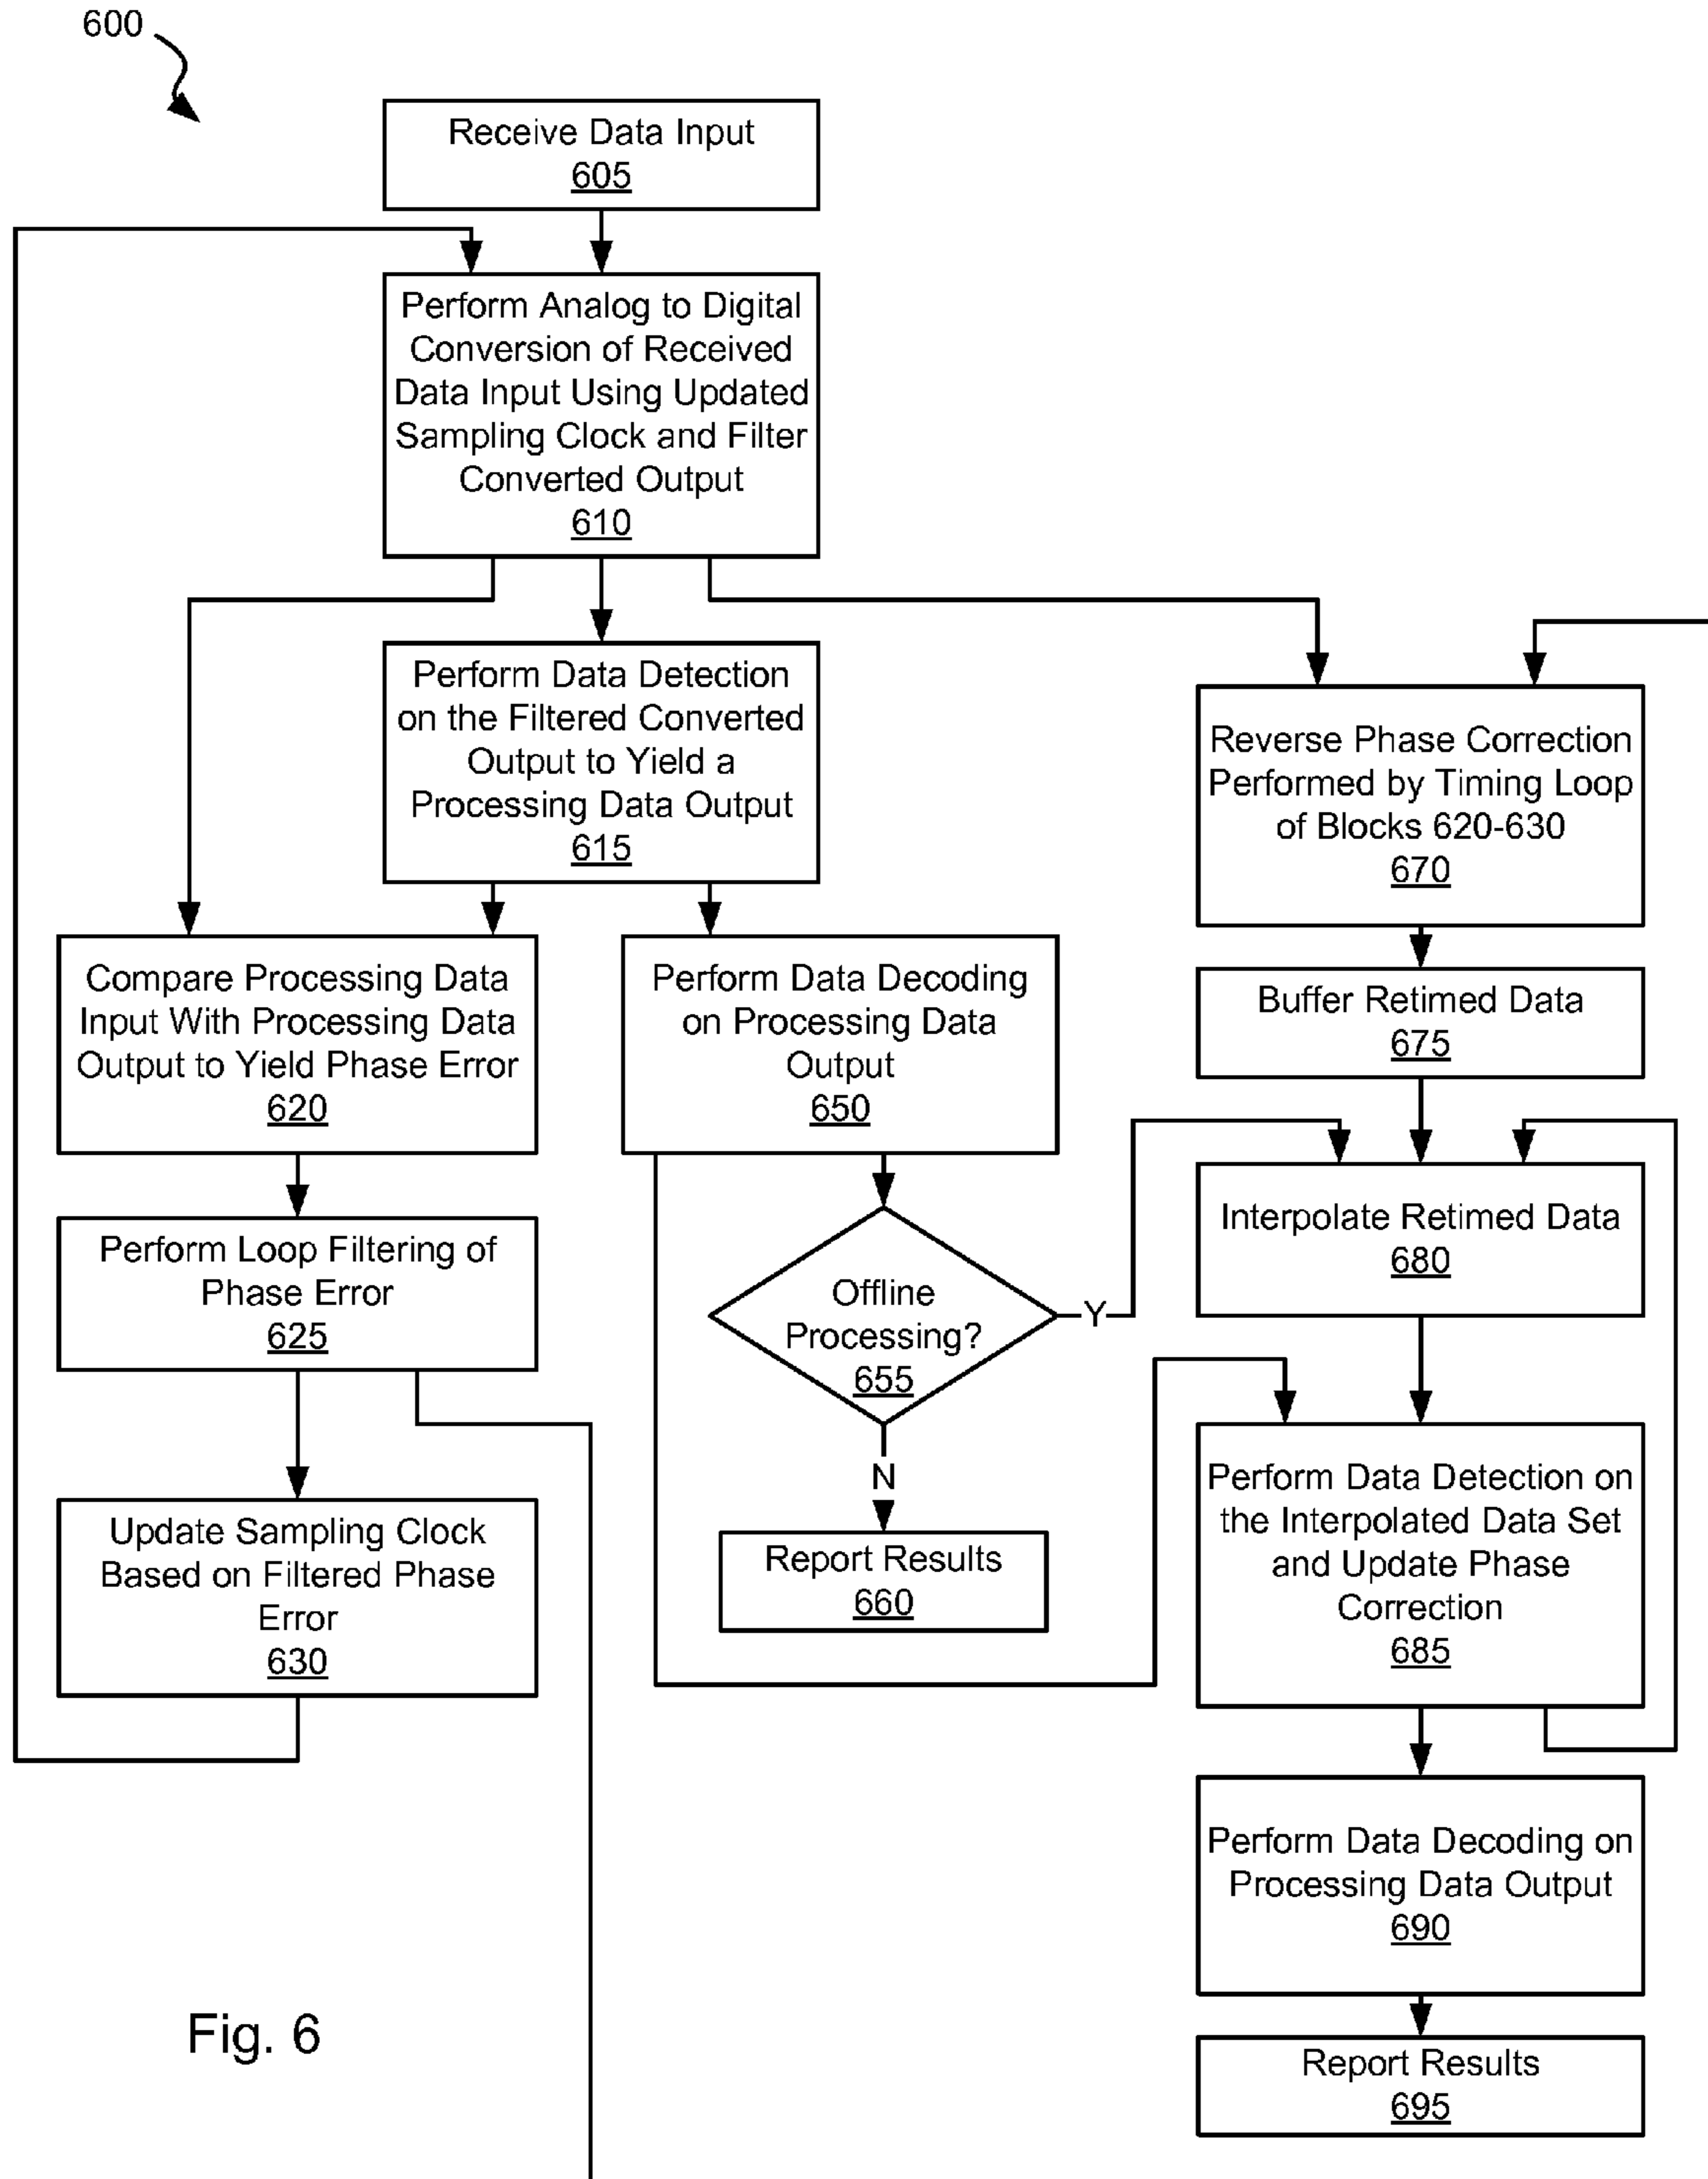 600
Receive Data Input
605
Perform Analog to Digital
Conversion of Received
Data Input Using Updated
Sampling Clock and Filter
Converted Output
610
Perform Data Detection
on the Filtered Converted
Output to Yield a
Processing Data Output
615
Compare Processing Data
Input With Processing Data
Output to Yield Phase Error
620
Perform Loop Filtering of
Phase Error
625
Update Sampling Clock
Based on Filtered Phase
Error
630
Perform Data Decoding
on Processing Data
Output
650
Offline
Processing?
655
Y
N
Report Results
660
Reverse Phase Correction
Performed by Timing Loop
of Blocks 620-630
670
Buffer Retimed Data
675
Interpolate Retimed Data
680
Perform Data Detection on
the Interpolated Data Set
and Update Phase
Correction
685
Perform Data Decoding on
Processing Data Output
690
Report Results
695
Fig. 6